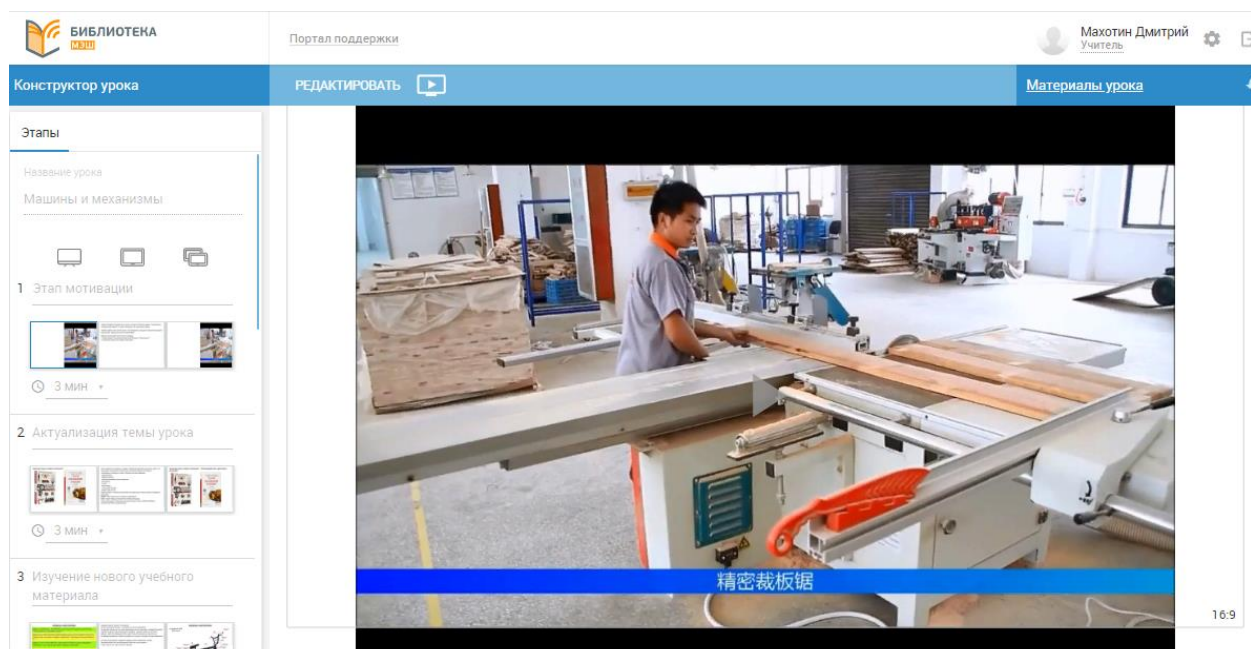 БИБЛИОТЕКА
МЭШ
Портал поддержки
Махотин Дмитрий
Учитель
Конструктор урока
РЕДАКТИРОВАТЬ
Материалы урока
Этапы
Название урока
Машины и механизмы
1 Этап мотивации
3 мин
2 Актуализация темы урока
3 мин
3 Изучение нового учебного
материала
精密裁板锯
16:9